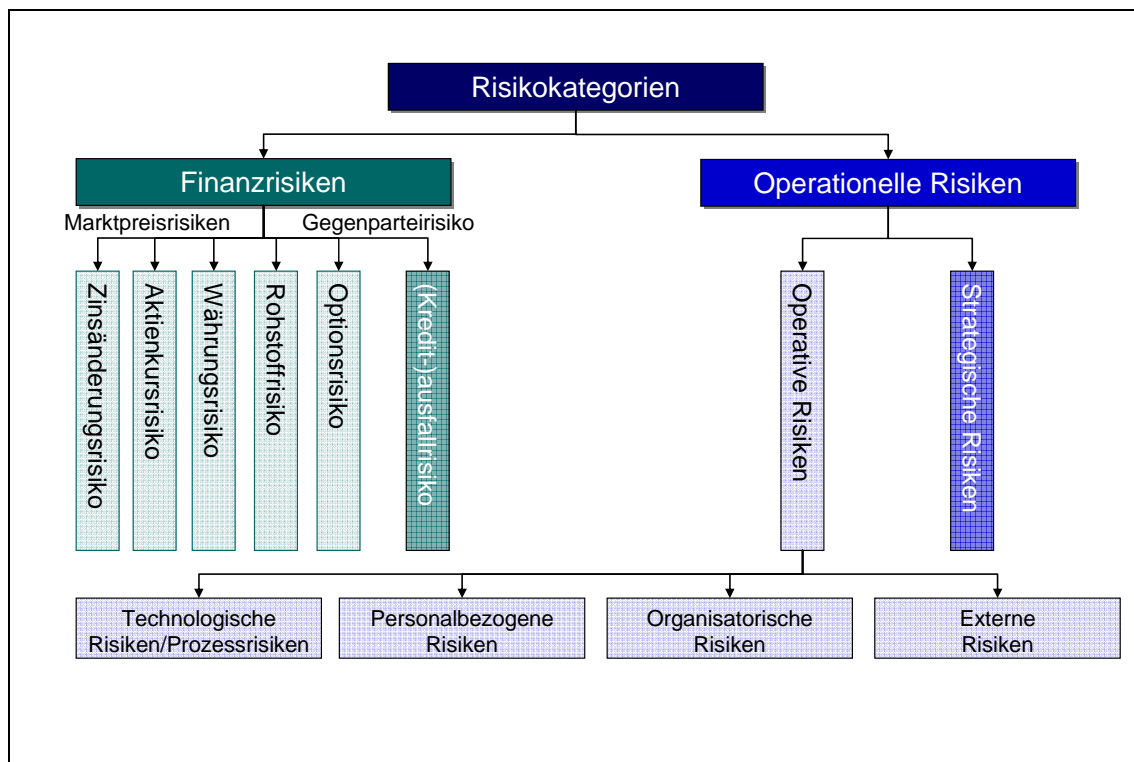 Risikokategorien
Finanzrisiken
Operationelle Risiken
Marktpreisrisiken
Gegenparteirisiko
Zinsänderungsrisiko
Aktienkursrisiko
Währungsrisiko
Rohstoffrisiko
Optionsrisiko
(Kredit-)ausfallrisiko
Operative Risiken
Strategische Risiken
Technologische
Risiken/Prozessrisiken
Personalbezogene
Risiken
Organisatorische
Risiken
Externe
Risiken